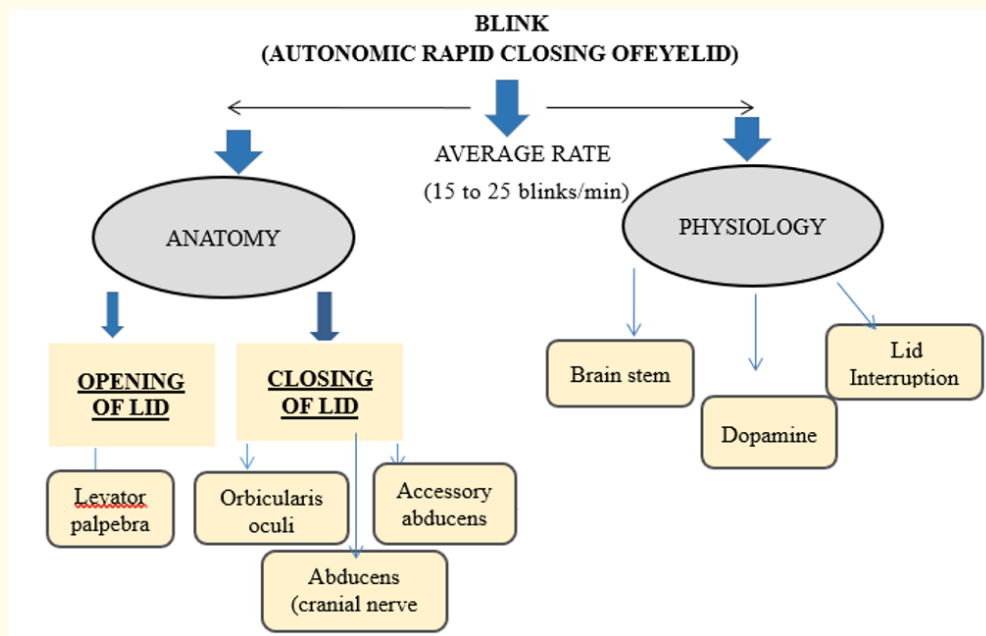 BLINK
(AUTONOMIC RAPID CLOSING OFEYELID)
AVERAGE RATE
(15 to 25 blinks/min)
ANATOMY
PHYSIOLOGY
OPENING
OF LID
CLOSING
OF LID
Levator
palpebra
Orbicularis
oculi
Accessory
abducens
Abducens
(cranial nerve
Brain stem
Dopamine
Lid
Interruption